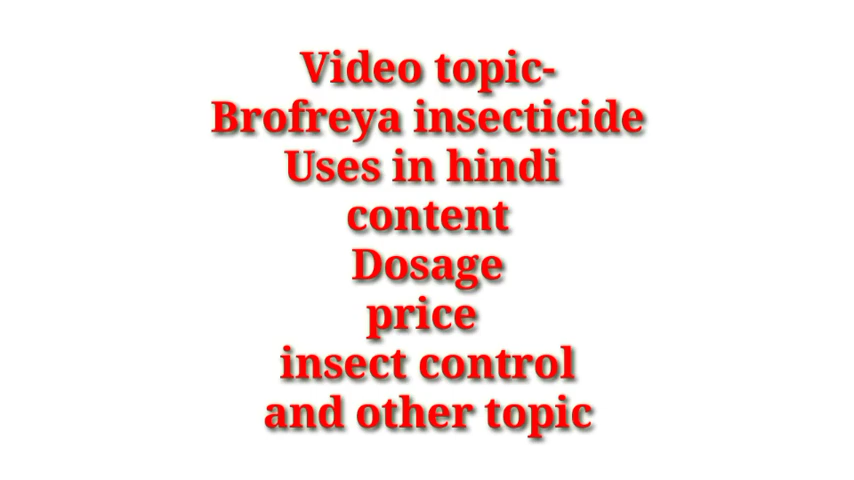 Video topic-
Brofreya insecticide
Uses in hindi
content
Dosage
price
insect control
and other topic